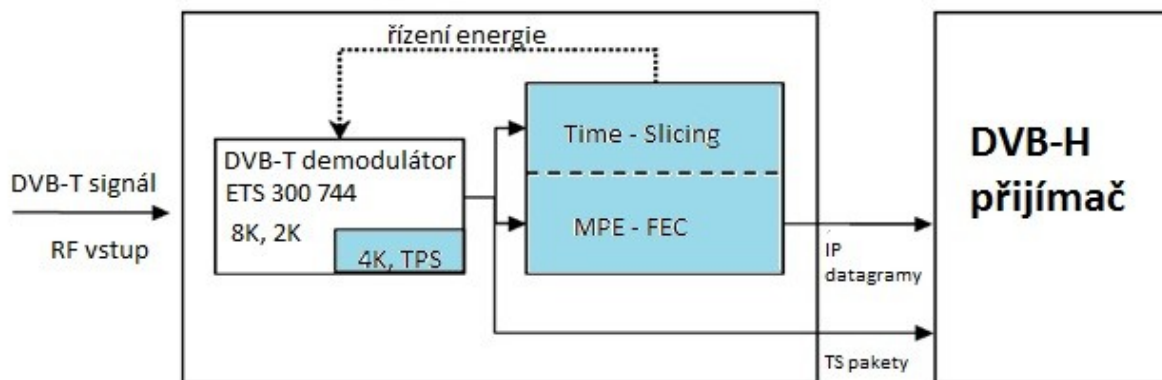 řízení energie
DVB-T signál
RF vstup
DVB-T demodulátor
ETS 300 744
8K, 2K
4K, TPS
Time - Slicing
MPE - FEC
IP
datagramy
TS pakety
DVB-H
přijímač